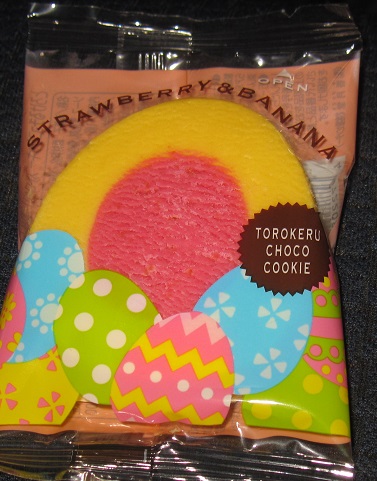 OPEN
STRAWBERRY & BANANA
TOROKERU
CHOCO
COOKIE